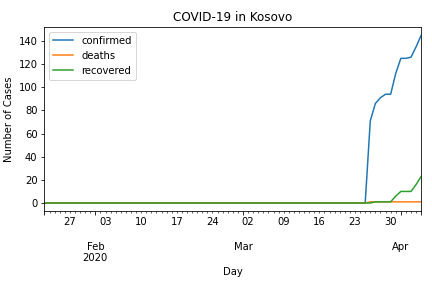 COVID-19 in Kosovo
confirmed
deaths
recovered
Number of Cases
140
120
100
80
60
40
20
0
27 03 10 17 24 02 09 16 23 30
Feb Mar Apr
2020
Day